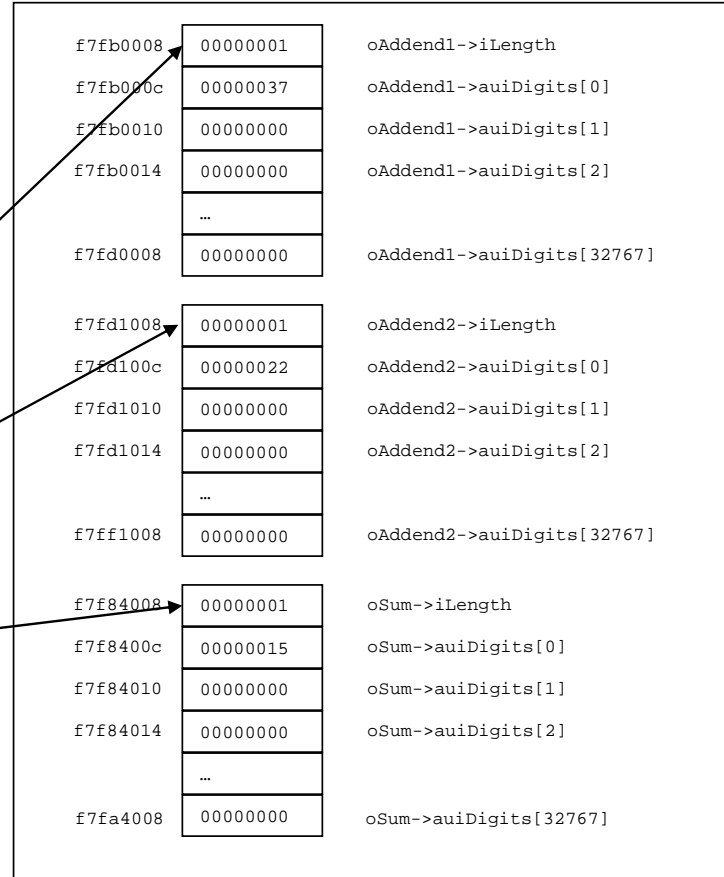 f7fb0008 00000001 oAddend1->iLength
f7fb000c 00000037 oAddend1->auiDigits[0]
f7fb0010 00000000 oAddend1->auiDigits[1]
f7fb0014 00000000 oAddend1->auiDigits[2]
…
f7fd0008 00000000 oAddend1->auiDigits[32767]
f7fd1008 00000001 oAddend2->iLength
f7fd100c 00000022 oAddend2->auiDigits[0]
f7fd1010 00000000 oAddend2->auiDigits[1]
f7fd1014 00000000 oAddend2->auiDigits[2]
…
f7ff1008 00000000 oAddend2->auiDigits[32767]
f7f84008 00000001 oSum->iLength
f7f8400c 00000015 oSum->auiDigits[0]
f7f84010 00000000 oSum->auiDigits[1]
f7f84014 00000000 oSum->auiDigits[2]
…
f7fa4008 00000000 oSum->auiDigits[32767]